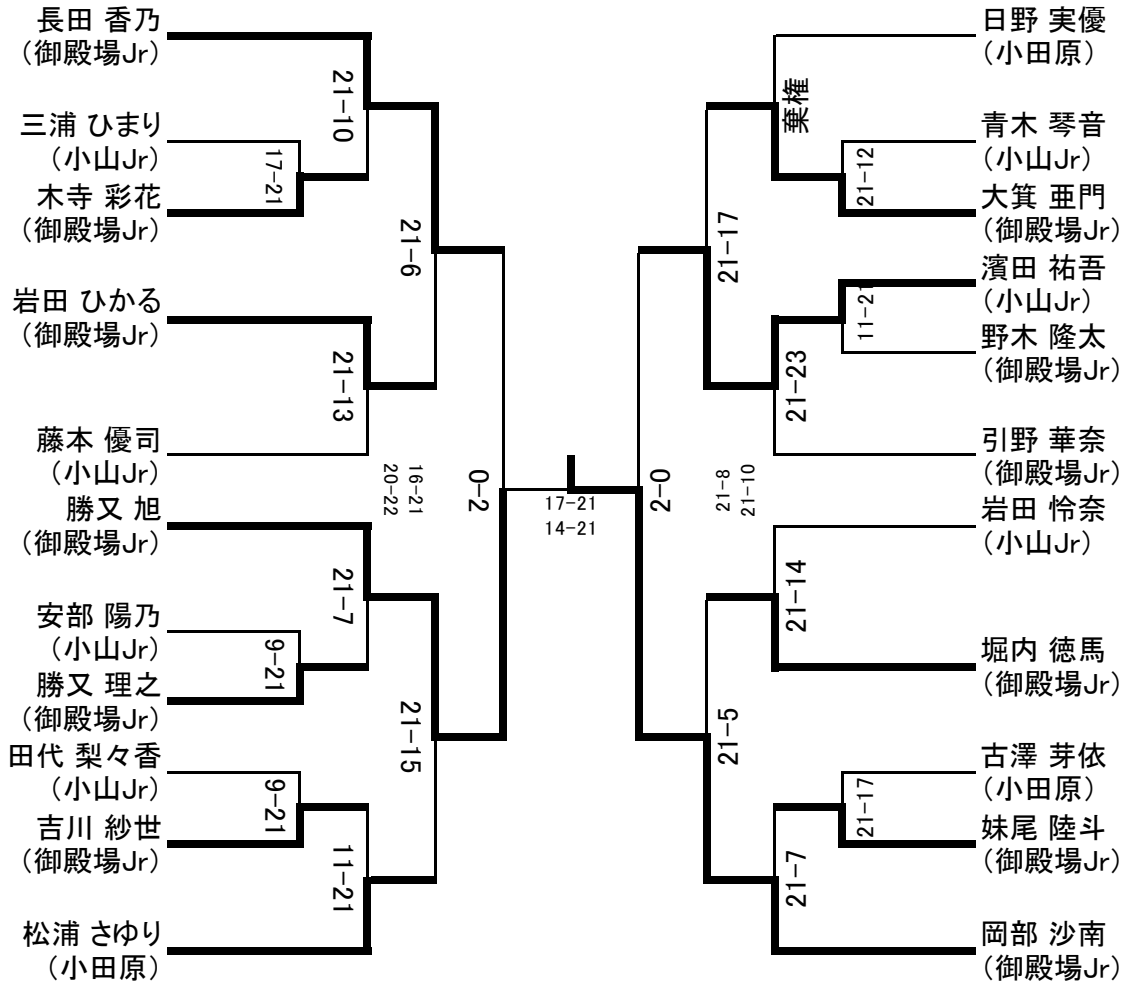 長田 香乃
(御殿場Jr)
三浦 ひまり
(小山Jr)
木寺 彩花
(御殿場Jr)
岩田 ひかる
(御殿場Jr)
藤本 優司
(小山Jr)
勝又 旭
(御殿場Jr)
安部 陽乃
(小山Jr)
勝又 理之
(御殿場Jr)
田代 梨々香
(小山Jr)
吉川 紗世
(御殿場Jr)
松浦 さゆり
(小田原)
17-21
9-21
9-21
21-10
21-13
21-7
11-21
21-6
21-15
16-21
20-22
0-2
17-21
14-21
2-0
21-8
21-10
21-17
21-5
棄権
21-23
21-14
21-7
21-12
11-21
21-17
日野 実優
(小田原)
青木 琴音
(小山Jr)
大箕 亜門
(御殿場Jr)
濱田 祐吾
(小山Jr)
野木 隆太
(御殿場Jr)
引野 華奈
(御殿場Jr)
岩田 怜奈
(小山Jr)
堀内 徳馬
(御殿場Jr)
古澤 芽依
(小田原)
妹尾 陸斗
(御殿場Jr)
岡部 沙南
(御殿場Jr)